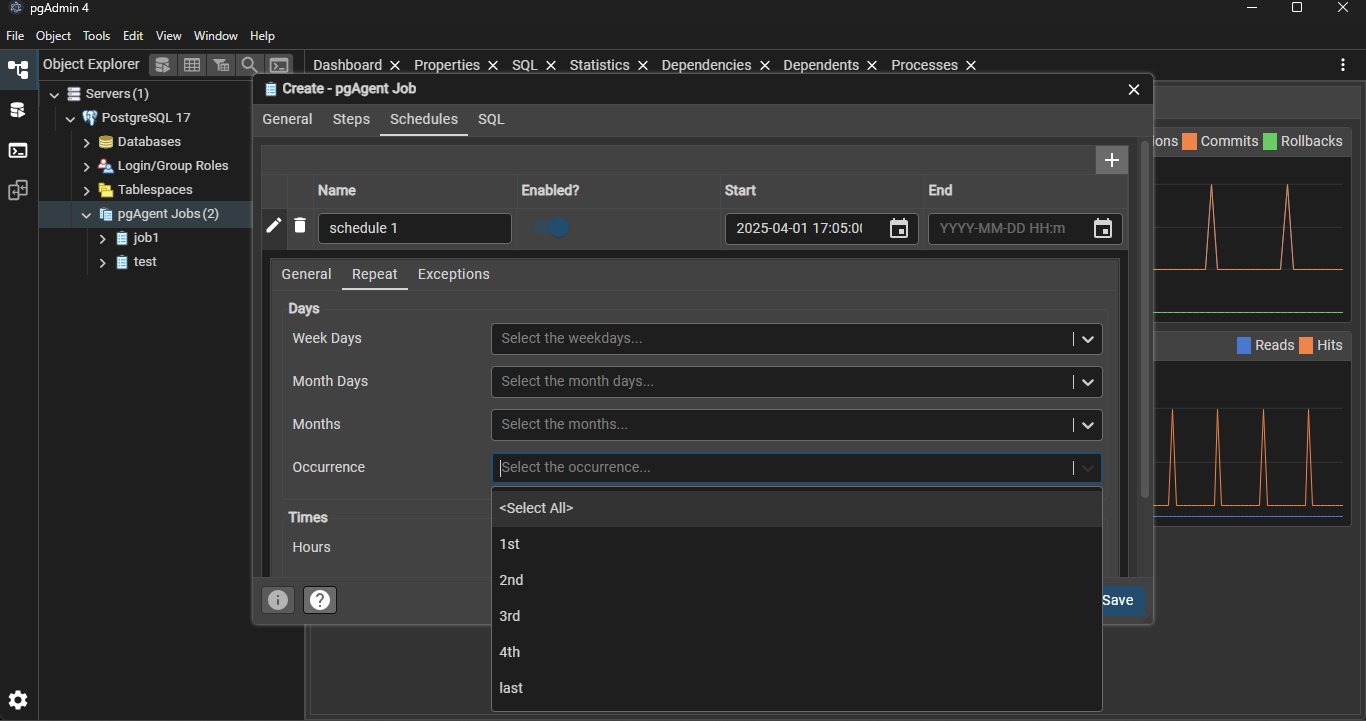 pgAdmin 4
File Object Tools Edit View Window Help
Object Explorer
Dashboard Properties SQL Statistics Dependencies Dependents Processes
Servers (1)
PostgreSQL 17
Databases
Login/Group Roles
Tablespaces
pgAgent Jobs (2)
job1
test
Create - pgAgent Job
General Steps Schedules SQL
Name Enabled? Start End
schedule 1 2025-04-01 17:05:0 YYYY-MM-DD HH:m
General Repeat Exceptions
Days
Week Days Select the weekdays...
Month Days Select the month days...
Months Select the months...
Occurrence Select the occurrence...
<Select All>
1st
2nd
3rd
4th
last
Times
Hours
Save
ions Commits Rollbacks
Reads Hits